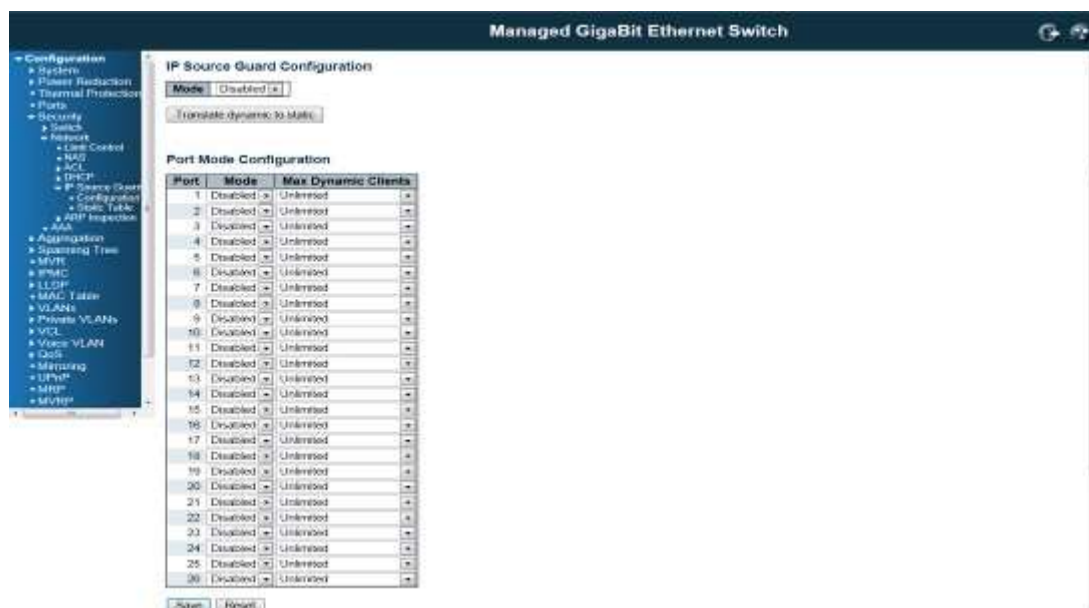 Managed GigaBit Ethernet Switch
Configuration
System
Power Reduction
Thermal Protection
Ports
Security
Switch
Network
Limit Control
NAS
ACL
DHCP
IP Source Guard
Configuration
Static Table
ARP Inspection
AAA
Aggregation
Spanning Tree
MVR
IPMC
LLDP
MAC Table
VLANs
Private VLANs
VCL
Voice VLAN
QoS
Mirroring
UPnP
MRP
MVRP
IP Source Guard Configuration
Mode Disabled
Translate dynamic to static
Port Mode Configuration
Port Mode Max Dynamic Clients
1 Disabled Unlimited
2 Disabled Unlimited
3 Disabled Unlimited
4 Disabled Unlimited
5 Disabled Unlimited
6 Disabled Unlimited
7 Disabled Unlimited
8 Disabled Unlimited
9 Disabled Unlimited
10 Disabled Unlimited
11 Disabled Unlimited
12 Disabled Unlimited
13 Disabled Unlimited
14 Disabled Unlimited
15 Disabled Unlimited
16 Disabled Unlimited
17 Disabled Unlimited
18 Disabled Unlimited
19 Disabled Unlimited
20 Disabled Unlimited
21 Disabled Unlimited
22 Disabled Unlimited
23 Disabled Unlimited
24 Disabled Unlimited
25 Disabled Unlimited
26 Disabled Unlimited
Save Reset